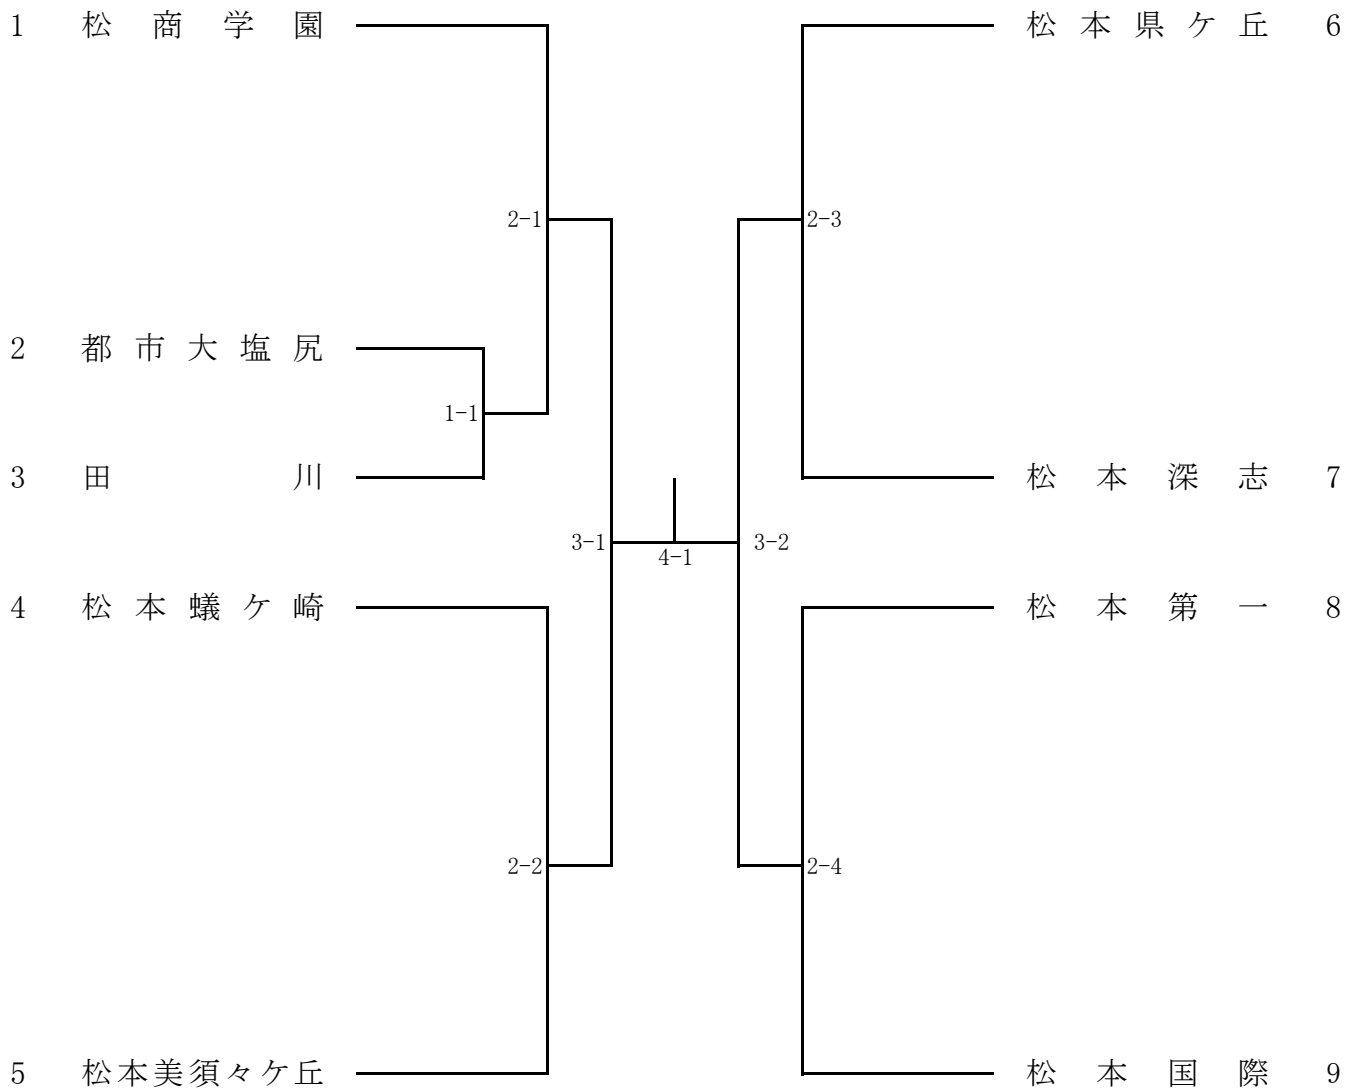 1 松商学園
松本県ケ丘 6
2-1
2-3
2 都市大塩尻
1-1
3 田川
松本深志 7
3-1
3-2
4-1
4 松本蟻ケ崎
松本第一 8
2-2
2-4
5 松本美須々ケ丘
松本国際 9